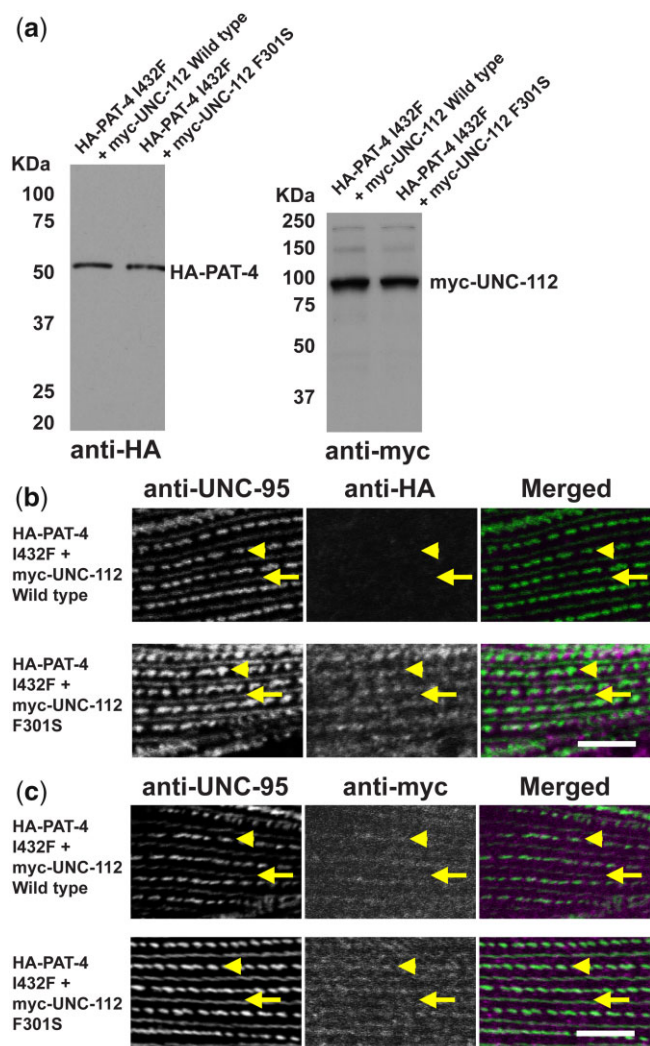 (a)
HA-PAT-4 I432F
+ myc-UNC-112 Wild type
HA-PAT-4 I432F
+ myc-UNC-112 F301S
KDa
100
75
50
37
25
20
HA-PAT-4
anti-HA
HA-PAT-4 I432F
+ myc-UNC-112 Wild type
HA-PAT-4 I432F
+ myc-UNC-112 F301S
KDa
250
150
100
75
50
37
myc-UNC-112
anti-myc
(b)
anti-UNC-95 anti-HA Merged
HA-PAT-4
I432F +
myc-UNC-112
Wild type
HA-PAT-4
I432F +
myc-UNC-112
F301S
(c)
anti-UNC-95 anti-myc Merged
HA-PAT-4
I432F +
myc-UNC-112
Wild type
HA-PAT-4
I432F +
myc-UNC-112
F301S